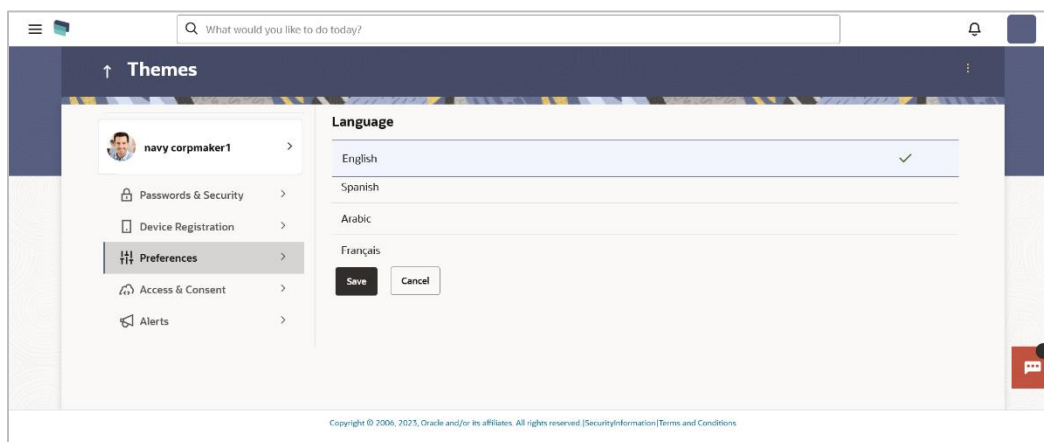 What would you like to do today?
Themes
navy corpmaker1
Passwords & Security
Device Registration
Preferences
Access & Consent
Alerts
Language
English
Spanish
Arabic
Français
Save
Cancel
Copyright © 2006, 2023, Oracle and/or its affiliates. All rights reserved.|SecurityInformation|Terms and Conditions